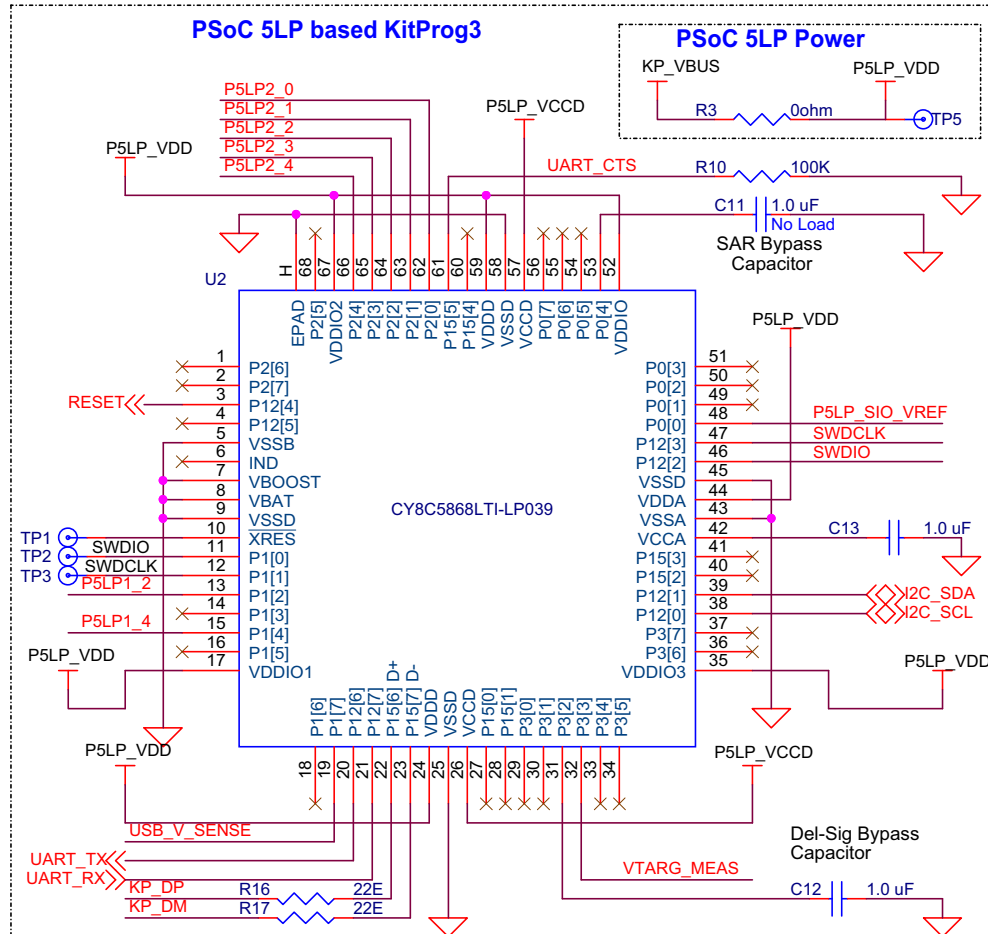 PSoC 5LP based KitProg3
PSoC 5LP Power
KP_VBUS
P5LP_VDD
R3
0ohm
TP5
P5LP2_0
P5LP2_1
P5LP2_2
P5LP2_3
P5LP2_4
P5LP_VDD
P5LP_VCCD
UART_CTS
R10
100K
C11
1.0 uF
No Load
SAR Bypass
Capacitor
U2
H 68 67 66 65 64 63 62 61 60 59 58 57 56 55 54 53 52
EPAD P2[5] VDDIO2 P2[4] P2[3] P2[2] P2[1] P2[0] P15[5] P15[4] VDDD VSSD VCCD P0[7] P0[6] P0[5] P0[4] VDDIO
P5LP_VDD
1 P2[6]
2 P2[7]
RESET 3 P12[4]
4 P12[5]
5 VSSB
6 IND
7 VBOOST
8 VBAT
9 VSSD
TP1 10 XRES
TP2 SWDIO 11 P1[0]
TP3 SWDCLK 12 P1[1]
P5LP1_2 13 P1[2]
14 P1[3]
P5LP1_4 15 P1[4]
16 P1[5]
P5LP_VDD 17 VDDIO1
CY8C5868LTI-LP039
P0[3] 51
P0[2] 50
P0[1] 49
P0[0] 48 P5LP_SIO_VREF
P12[3] 47 SWDCLK
P12[2] 46 SWDIO
VSSD 45
VDDA 44
VSSA 43
VCCA 42 C13 1.0 uF
P15[3] 41
P15[2] 40
P12[1] 39 I2C_SDA
P12[0] 38 I2C_SCL
P3[7] 37
P3[6] 36
VDDIO3 35 P5LP_VDD
P1[6] P1[7] P12[6] P12[7] P15[6] D+ P15[7] D- VDDD VSSD VCCD P15[0] P15[1] P3[0] P3[1] P3[2] P3[3] P3[4] P3[5]
18 19 20 21 22 23 24 25 26 27 28 29 30 31 32 33 34
P5LP_VDD
P5LP_VCCD
USB_V_SENSE
UART_TX
UART_RX
KP_DP R16 22E
KP_DM R17 22E
VTARG_MEAS
Del-Sig Bypass
Capacitor
C12 1.0 uF